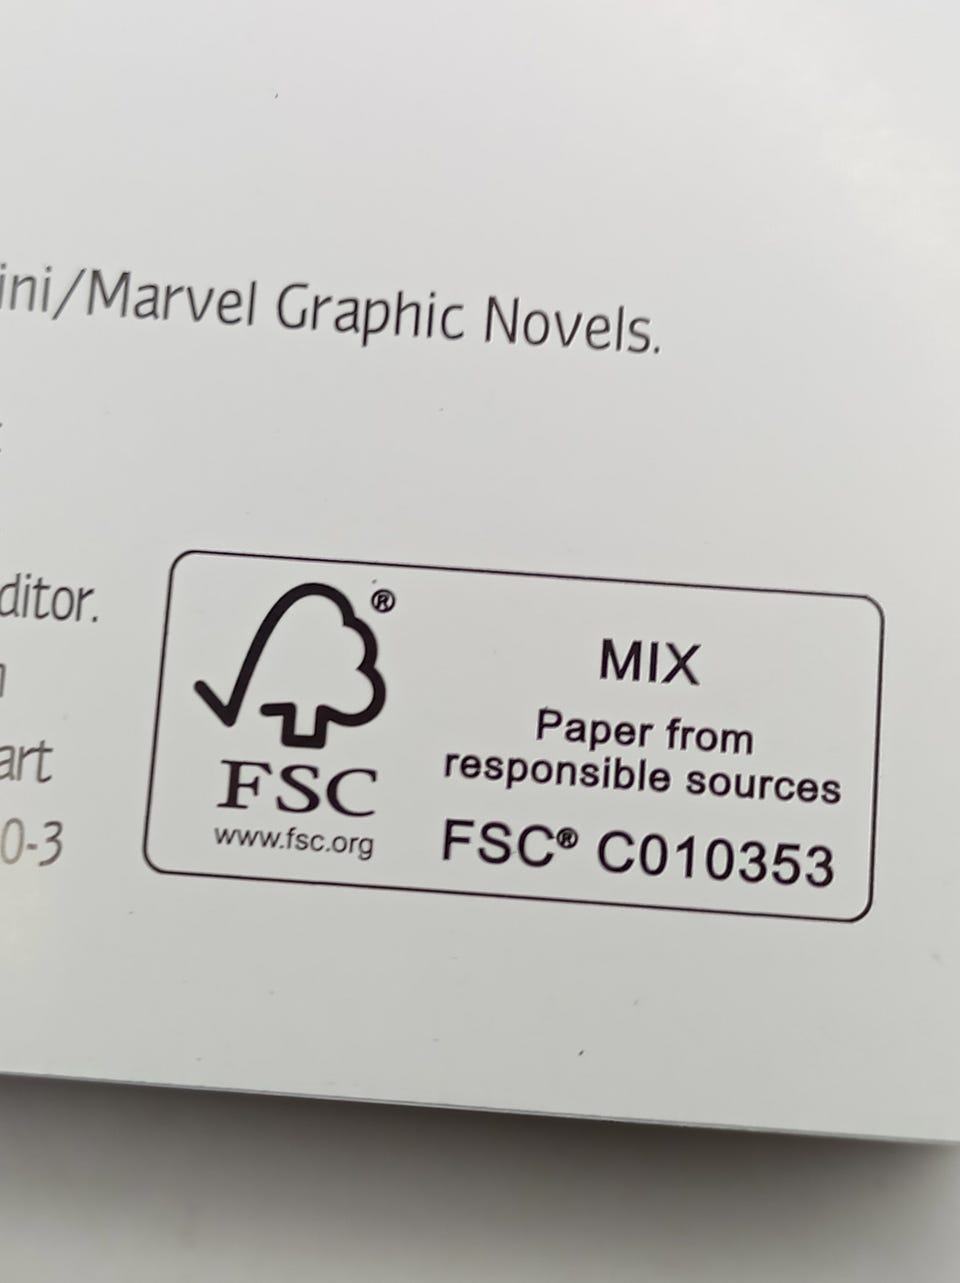 ini/Marvel Graphic Novels.
ditor.
art
0-3
®
FSC
www.fsc.org
MIX
Paper from
responsible sources
FSC® C010353